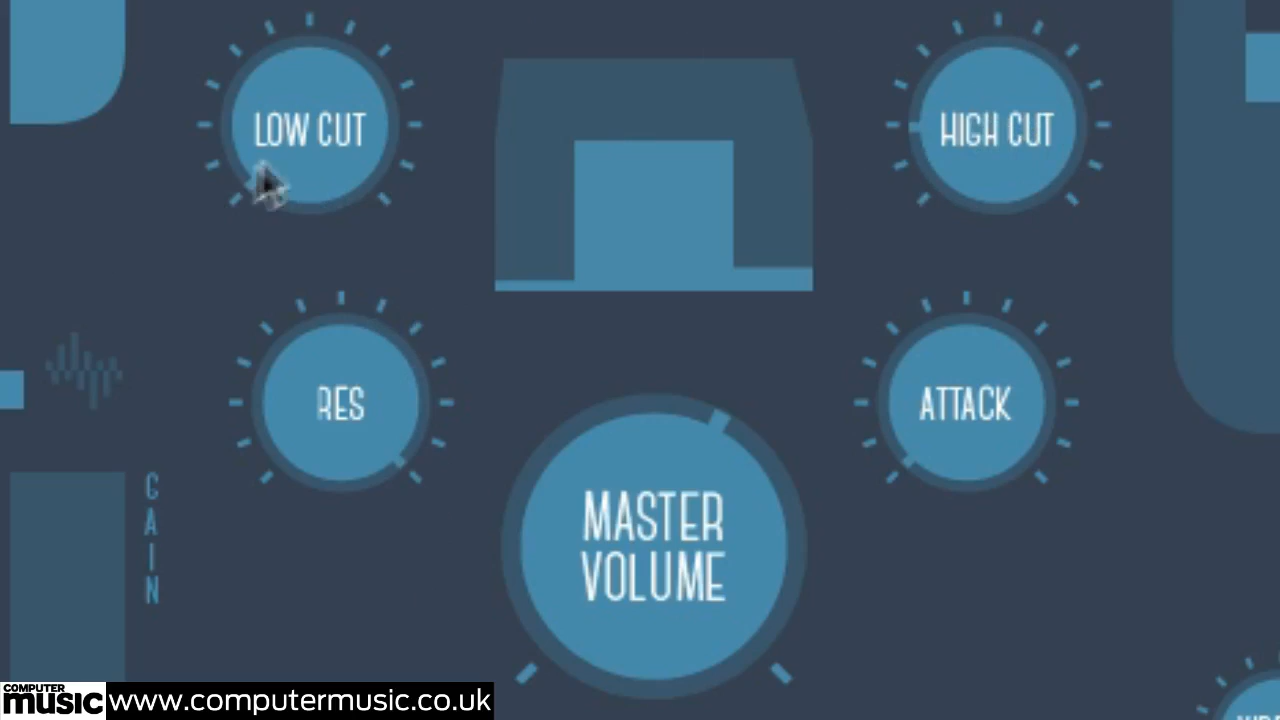 LOW CUT
HIGH CUT
RES
ATTACK
GAIN
MASTER
VOLUME
COMPUTER
music
www.computermusic.co.uk